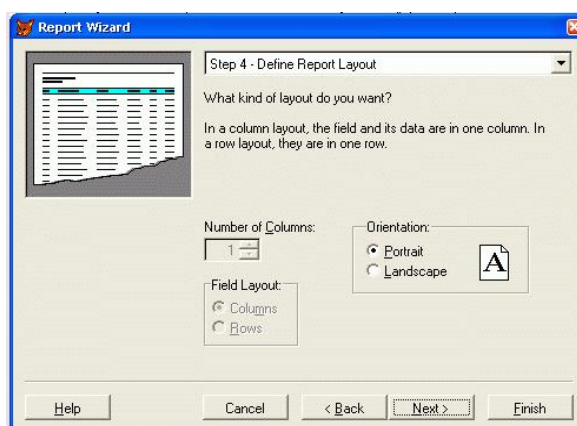 Report Wizard
Step 4 - Define Report Layout
What kind of layout do you want?
In a column layout, the field and its data are in one column. In
a row layout, they are in one row.
Number of Columns:
1
Orientation:
Portrait
Landscape
A
Field Layout:
Columns
Rows
Help
Cancel
< Back
Next >
Finish